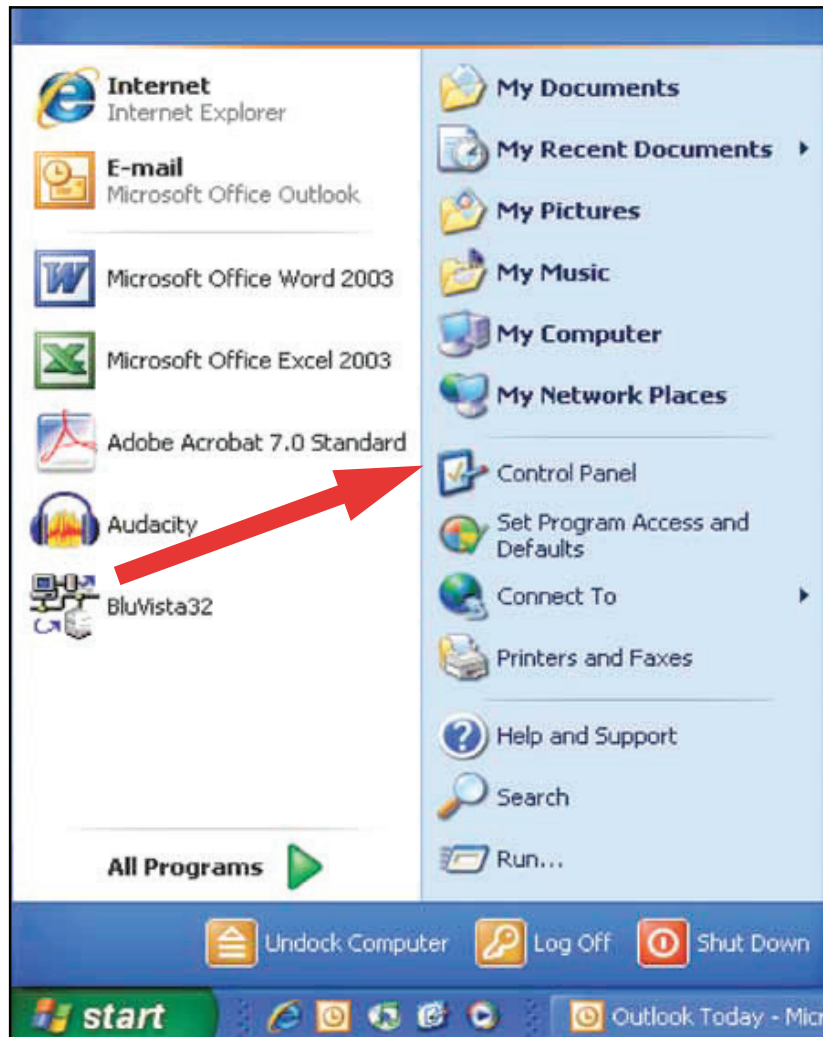 Internet
Internet Explorer
E-mail
Microsoft Office Outlook
Microsoft Office Word 2003
Microsoft Office Excel 2003
Adobe Acrobat 7.0 Standard
Audacity
BluVista32
All Programs
My Documents
My Recent Documents
My Pictures
My Music
My Computer
My Network Places
Control Panel
Set Program Access and
Defaults
Connect To
Printers and Faxes
Help and Support
Search
Run...
Undock Computer
Log Off
Shut Down
start
Outlook Today - Micr